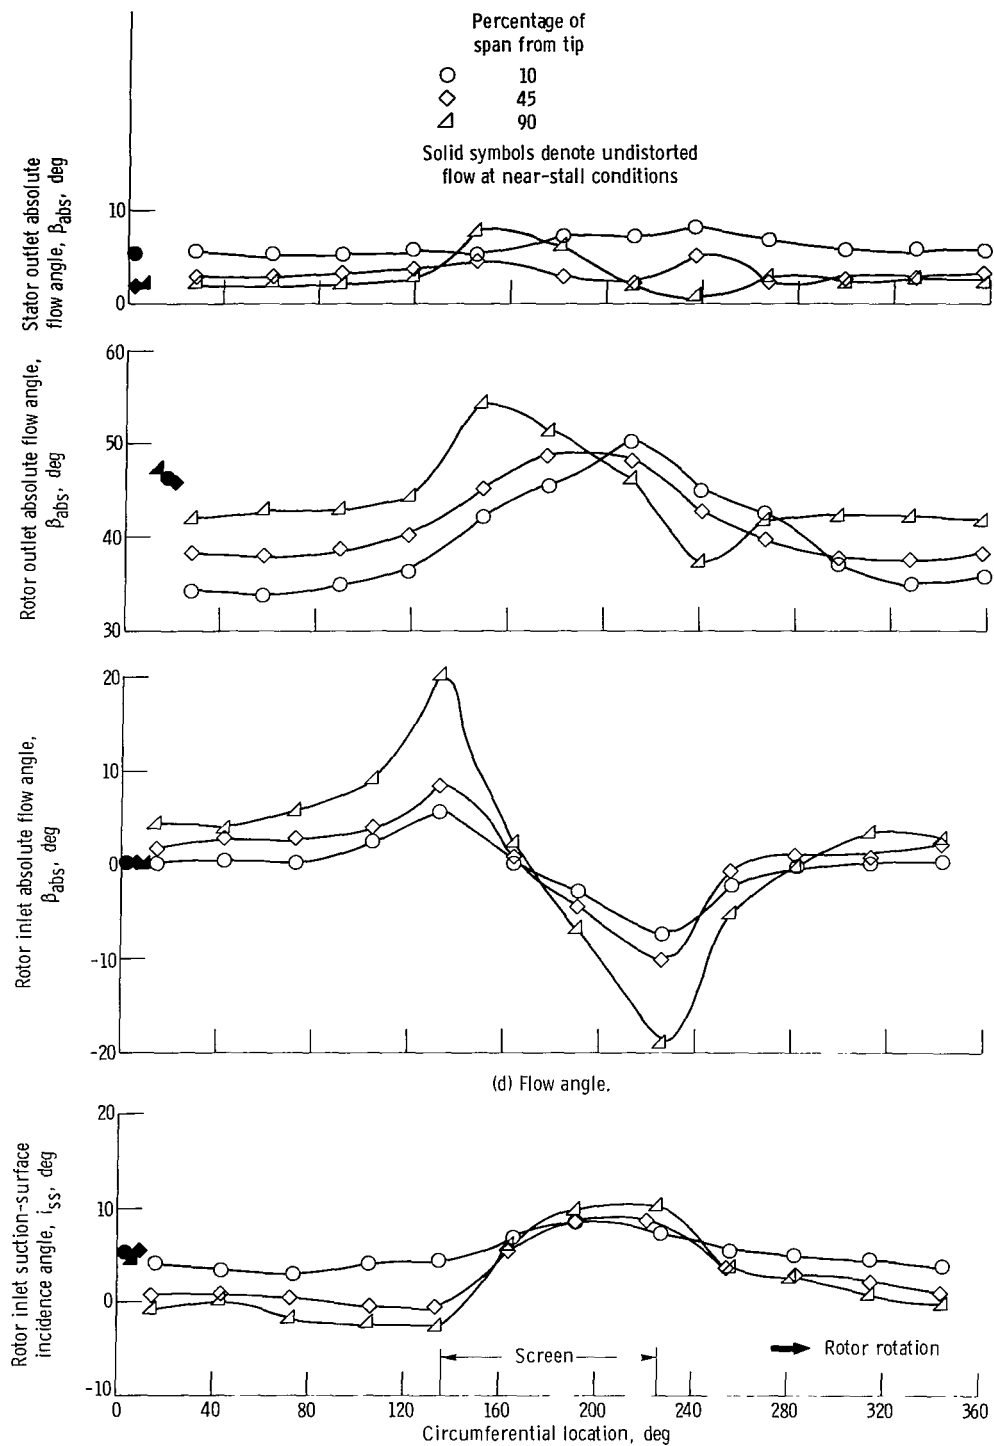 Percentage of
span from tip
10
45
90
Solid symbols denote undistorted
flow at near-stall conditions
Stator outlet absolute
flow angle, βabs, deg
10
0
Rotor outlet absolute flow angle,
βabs, deg
60
50
40
30
Rotor inlet absolute flow angle,
βabs, deg
20
10
0
-10
-20
(d) Flow angle.
Rotor inlet suction-surface
incidence angle, iss, deg
20
10
0
-10
Screen
Rotor rotation
0 40 80 120 160 200 240 280 320 360
Circumferential location, deg